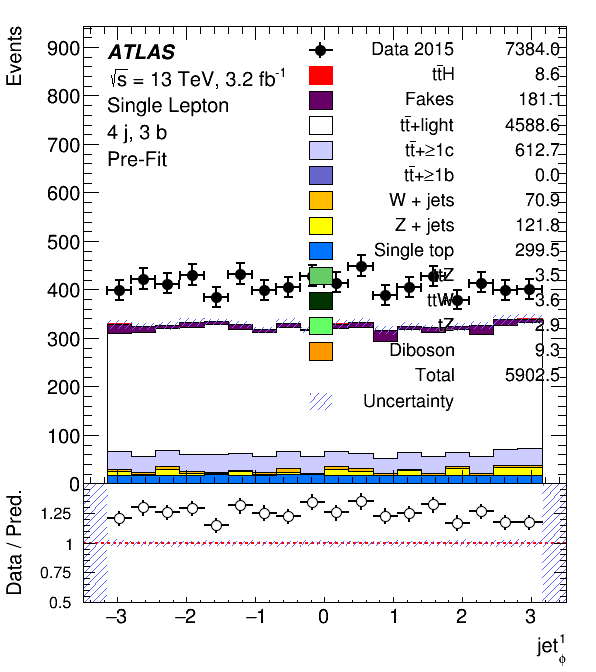 Events
900
800
700
600
500
400
300
200
100
0
ATLAS
√s = 13 TeV, 3.2 fb-1
Single Lepton
4 j, 3 b
Pre-Fit
Data 2015 7384.0
tt̄H 8.6
Fakes 181.1
tt̄+light 4588.6
tt̄+≥1c 612.7
tt̄+≥1b 0.0
W + jets 70.9
Z + jets 121.8
Single top 299.5
tt̄Z 3.5
tt̄W 3.6
tZ 2.9
Diboson 9.3
Total 5902.5
Uncertainty
Data / Pred.
1.25
1
0.75
0.5
−3 −2 −1 0 1 2 3
jet1ϕ